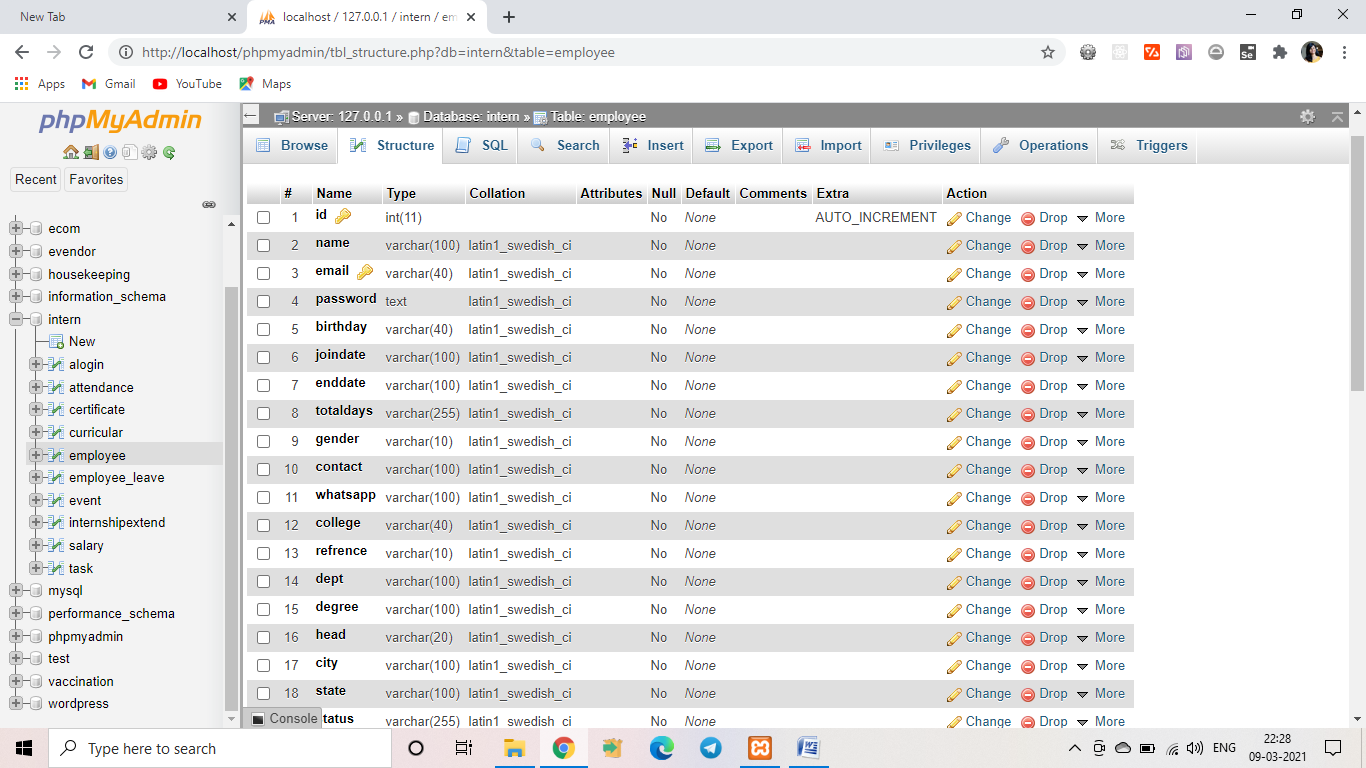 New Tab
localhost / 127.0.0.1 / intern / em
http://localhost/phpmyadmin/tbl_structure.php?db=intern&table=employee
Apps Gmail YouTube Maps
phpMyAdmin
Recent Favorites
ecom
evendor
housekeeping
information_schema
intern
New
alogin
attendance
certificate
curricular
employee
employee_leave
event
internshipextend
salary
task
mysql
performance_schema
phpmyadmin
test
vaccination
wordpress
Server: 127.0.0.1 » Database: intern » Table: employee
Browse Structure SQL Search Insert Export Import Privileges Operations Triggers
# Name Type Collation Attributes Null Default Comments Extra Action
1 id int(11) No None AUTO_INCREMENT Change Drop More
2 name varchar(100) latin1_swedish_ci No None Change Drop More
3 email varchar(40) latin1_swedish_ci No None Change Drop More
4 password text latin1_swedish_ci No None Change Drop More
5 birthday varchar(40) latin1_swedish_ci No None Change Drop More
6 joindate varchar(100) latin1_swedish_ci No None Change Drop More
7 enddate varchar(100) latin1_swedish_ci No None Change Drop More
8 totaldays varchar(255) latin1_swedish_ci No None Change Drop More
9 gender varchar(10) latin1_swedish_ci No None Change Drop More
10 contact varchar(100) latin1_swedish_ci No None Change Drop More
11 whatsapp varchar(100) latin1_swedish_ci No None Change Drop More
12 college varchar(40) latin1_swedish_ci No None Change Drop More
13 refrence varchar(10) latin1_swedish_ci No None Change Drop More
14 dept varchar(100) latin1_swedish_ci No None Change Drop More
15 degree varchar(100) latin1_swedish_ci No None Change Drop More
16 head varchar(20) latin1_swedish_ci No None Change Drop More
17 city varchar(100) latin1_swedish_ci No None Change Drop More
18 state varchar(100) latin1_swedish_ci No None Change Drop More
Console tatus varchar(255) latin1_swedish_ci No None Change Drop More
Type here to search
ENG
22:28
09-03-2021